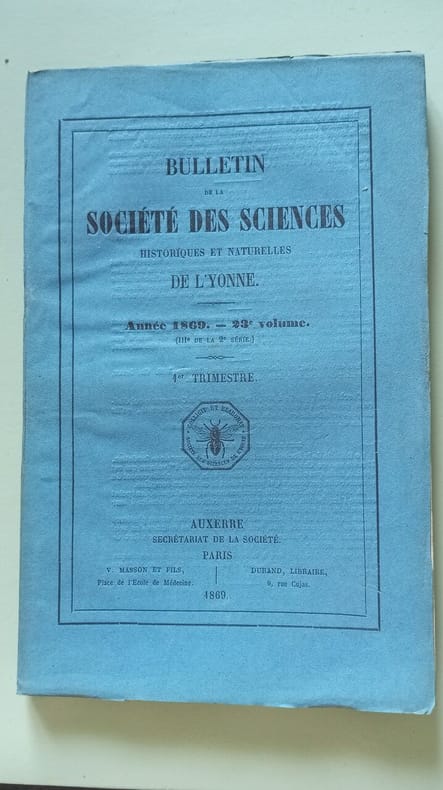 BULLETIN
DE LA
SOCIÉTÉ DES SCIENCES
HISTORIQUES ET NATURELLES
DE L'YONNE.
Année 1869. — 23e volume.
(IIIe DE LA 2e SÉRIE.)
1er TRIMESTRE.
AUXERRE
SECRÉTARIAT DE LA SOCIÉTÉ.
PARIS
V. MASSON ET FILS,
Place de l'Ecole de Médecine.
DURAND, LIBRAIRE,
9, rue Cujas.
1869.